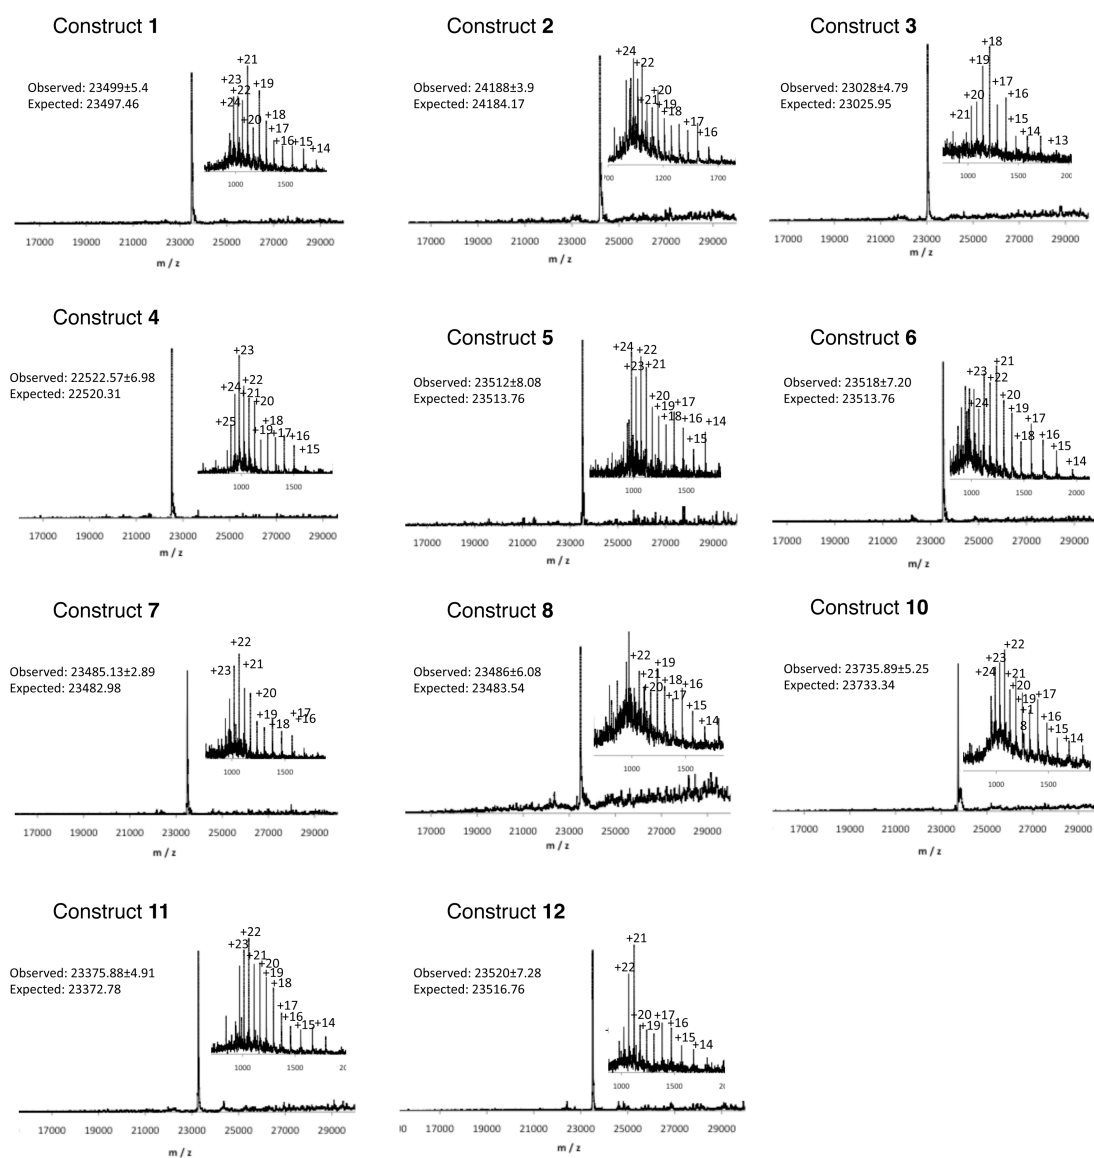 Construct 1
Observed: 23499±5.4
Expected: 23497.46
+21
+23
+22
+19
+24
+20
+18
+17
+16
+15
+14
1000 1500
17000 19000 21000 23000 25000 27000 29000
m / z
Construct 2
Observed: 24188±3.9
Expected: 24184.17
+24
+22
+20
+21
+19
+18
+17
+16
700 1200 1700
17000 19000 21000 23000 25000 27000 29000
m / z
Construct 3
Observed: 23028±4.79
Expected: 23025.95
+18
+19
+17
+20
+16
+21
+15
+14
+13
1000 1500 200
17000 19000 21000 23000 25000 27000 29000
m / z
Construct 4
Observed: 22522.57±6.98
Expected: 22520.31
+23
+24
+22
+21
+20
+25
+18
+19
+17
+16
+15
1000 1500
17000 19000 21000 23000 25000 27000 29000
m / z
Construct 5
Observed: 23512±8.08
Expected: 23513.76
+24
+22
+23
+21
+20
+19
+17
+18
+16
+14
+15
1000 1500
17000 19000 21000 23000 25000 27000 29000
m / z
Construct 6
Observed: 23518±7.20
Expected: 23513.76
+21
+23
+22
+24
+20
+19
+18
+17
+16
+15
+14
1000 1500 2000
17000 19000 21000 23000 25000 27000 29000
m/ z
Construct 7
Observed: 23485.13±2.89
Expected: 23482.98
+22
+23
+21
+20
+19
+18
+17
+16
1000 1500
17000 19000 21000 23000 25000 27000 29000
m / z
Construct 8
Observed: 23486±6.08
Expected: 23483.54
+22
+19
+21
+20
+18
+17
+16
+15
+14
1000 1500
17000 19000 21000 23000 25000 27000 29000
m / z
Construct 10
Observed: 23735.89±5.25
Expected: 23733.34
+22
+23
+24
+21
+20
+19
+1
8
+17
+16
+15
+14
1000 1500
17000 19000 21000 23000 25000 27000 29000
m / z
Construct 11
Observed: 23375.88±4.91
Expected: 23372.78
+22
+23
+21
+20
+19
+18
+17
+16
+15
+14
1000 1500 20
17000 19000 21000 23000 25000 27000 29000
m / z
Construct 12
Observed: 23520±7.28
Expected: 23516.76
+21
+22
+20
+19
+17
+16
+15
+14
1000 1500 20
00 17000 19000 21000 23000 25000 27000 29000
m / z